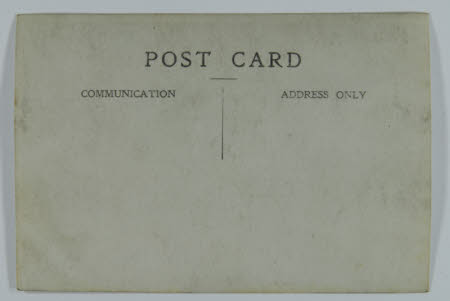 POST CARD
COMMUNICATION ADDRESS ONLY